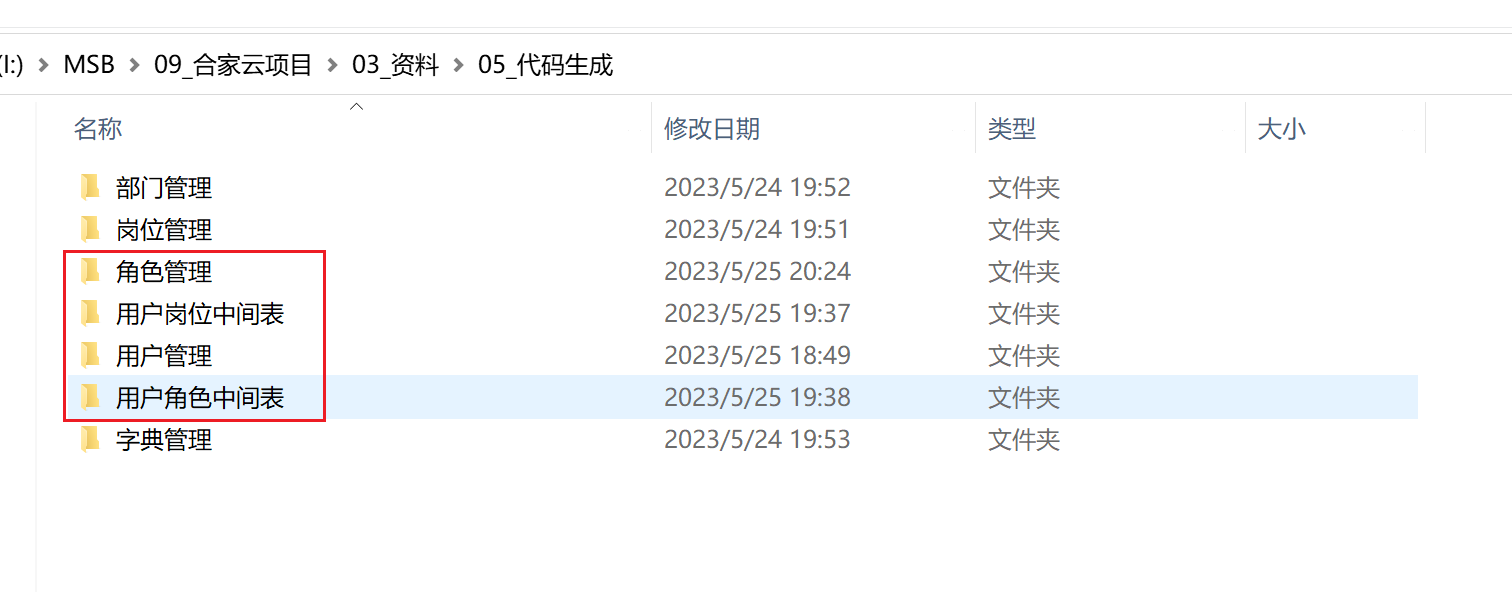 (I:) > MSB > 09_合家云项目 > 03_资料 > 05_代码生成
名称 修改日期 类型 大小
部门管理 2023/5/24 19:52 文件夹
岗位管理 2023/5/24 19:51 文件夹
角色管理 2023/5/25 20:24 文件夹
用户岗位中间表 2023/5/25 19:37 文件夹
用户管理 2023/5/25 18:49 文件夹
用户角色中间表 2023/5/25 19:38 文件夹
字典管理 2023/5/24 19:53 文件夹